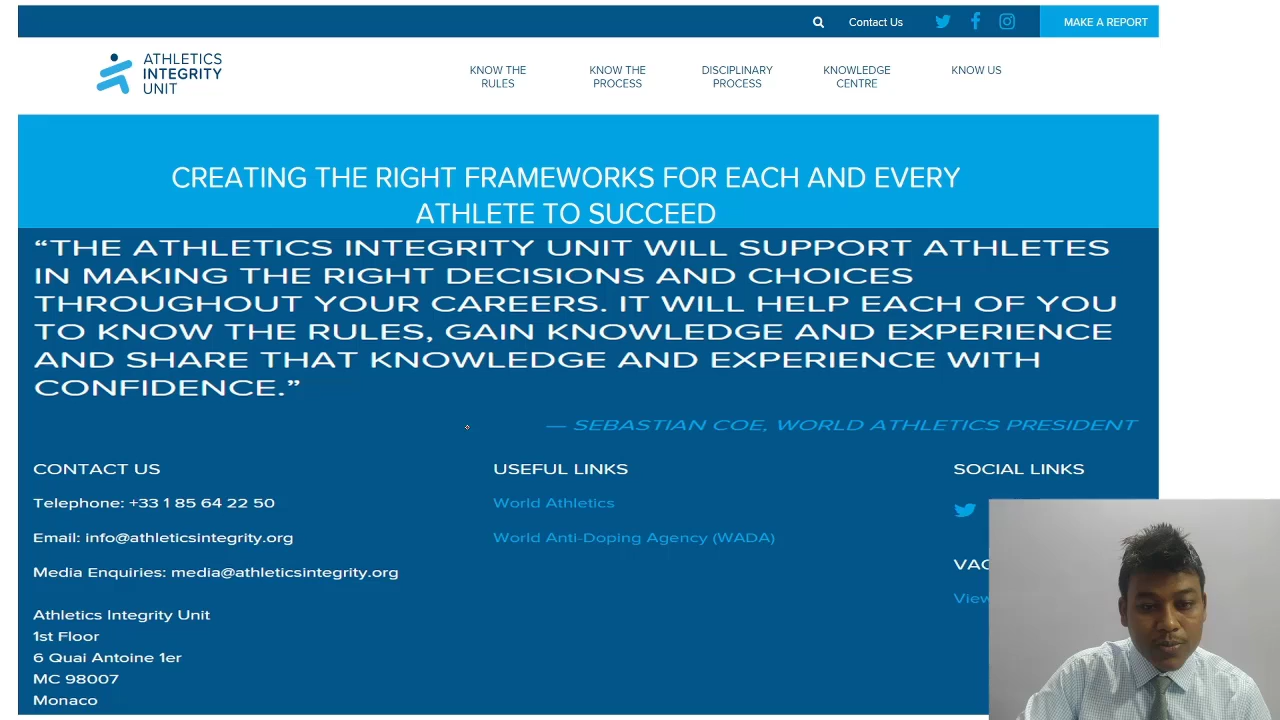 Contact Us
MAKE A REPORT
ATHLETICS
INTEGRITY
UNIT
KNOW THE
RULES
KNOW THE
PROCESS
DISCIPLINARY
PROCESS
KNOWLEDGE
CENTRE
KNOW US
CREATING THE RIGHT FRAMEWORKS FOR EACH AND EVERY
ATHLETE TO SUCCEED
“THE ATHLETICS INTEGRITY UNIT WILL SUPPORT ATHLETES
IN MAKING THE RIGHT DECISIONS AND CHOICES
THROUGHOUT YOUR CAREERS. IT WILL HELP EACH OF YOU
TO KNOW THE RULES, GAIN KNOWLEDGE AND EXPERIENCE
AND SHARE THAT KNOWLEDGE AND EXPERIENCE WITH
CONFIDENCE.”
— SEBASTIAN COE, WORLD ATHLETICS PRESIDENT
CONTACT US
Telephone: +33 1 85 64 22 50
Email: info@athleticsintegrity.org
Media Enquiries: media@athleticsintegrity.org
Athletics Integrity Unit
1st Floor
6 Quai Antoine 1er
MC 98007
Monaco
USEFUL LINKS
World Athletics
World Anti-Doping Agency (WADA)
SOCIAL LINKS
View